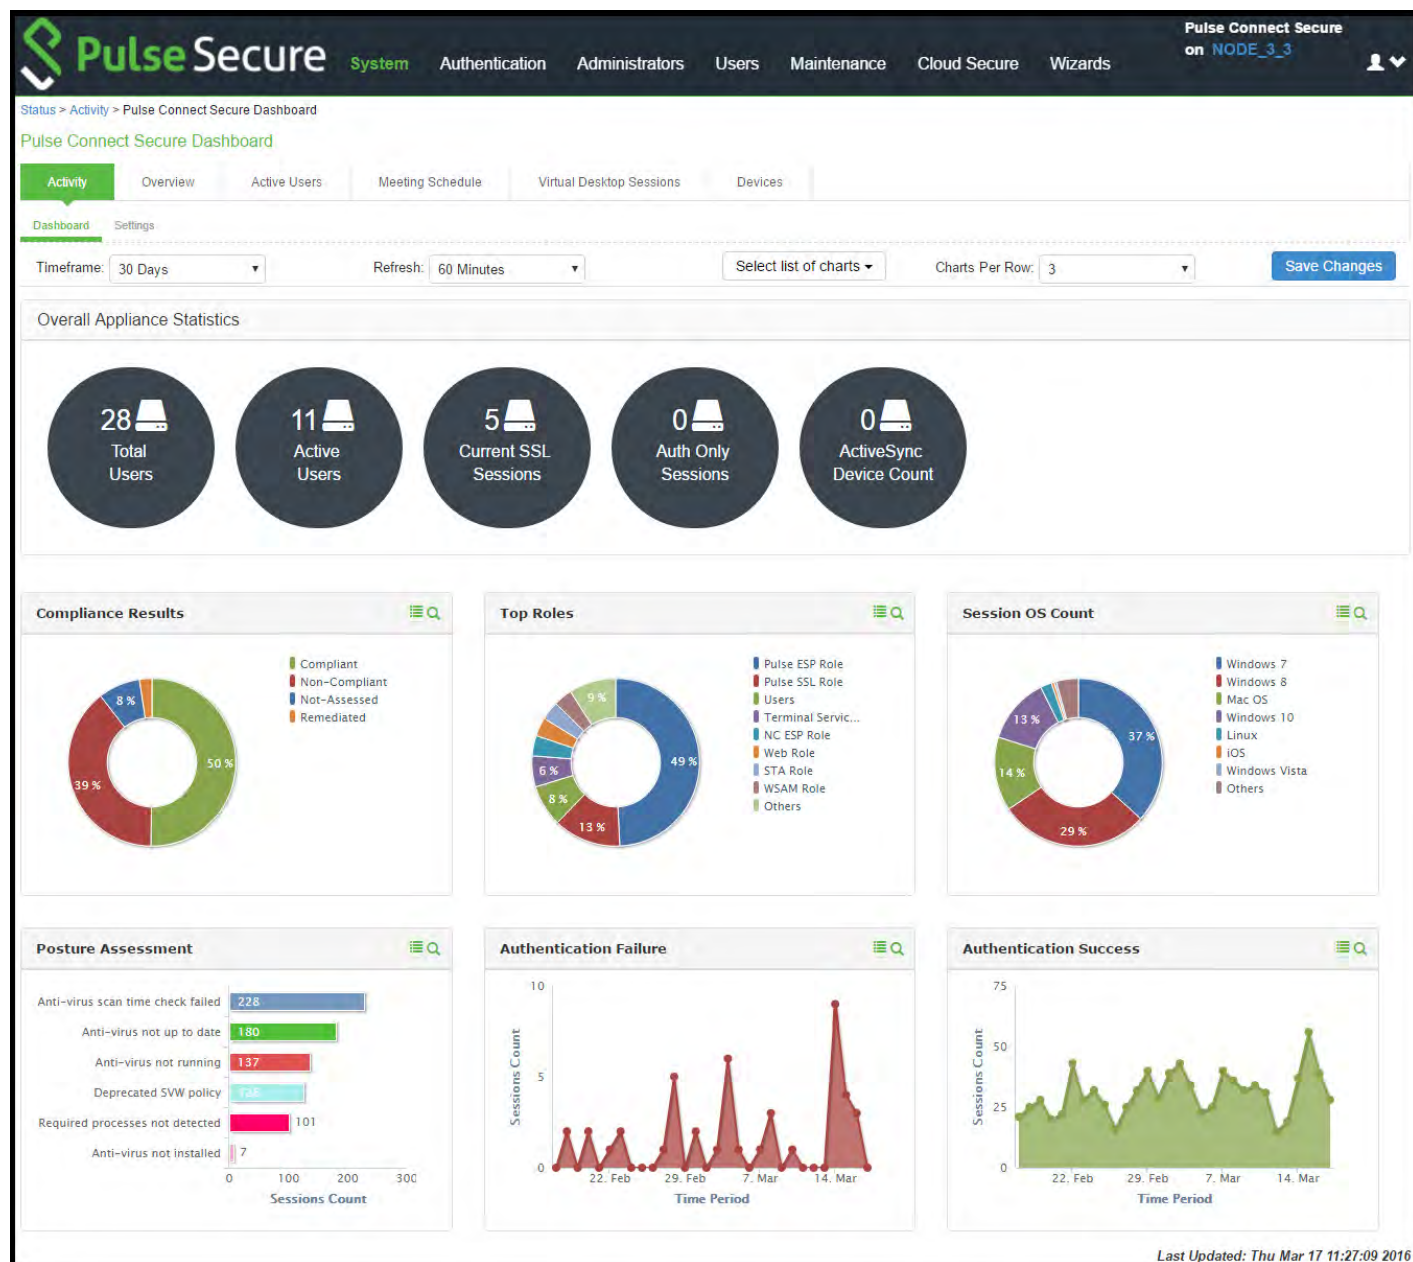 Pulse Secure
System Authentication Administrators Users Maintenance Cloud Secure Wizards
Pulse Connect Secure
on NODE_3_3
Status > Activity > Pulse Connect Secure Dashboard
Pulse Connect Secure Dashboard
Activity Overview Active Users Meeting Schedule Virtual Desktop Sessions Devices
Dashboard Settings
Timeframe: 30 Days Refresh: 60 Minutes Select list of charts Charts Per Row: 3 Save Changes
Overall Appliance Statistics
28
Total
Users
11
Active
Users
5
Current SSL
Sessions
0
Auth Only
Sessions
0
ActiveSync
Device Count
Compliance Results
Compliant
Non-Compliant
Not-Assessed
Remediated
8 %
50 %
39 %
Top Roles
Pulse ESP Role
Pulse SSL Role
Users
Terminal Servic...
NC ESP Role
Web Role
STA Role
WSAM Role
Others
9 %
49 %
6 %
8 %
13 %
Session OS Count
Windows 7
Windows 8
Mac OS
Windows 10
Linux
iOS
Windows Vista
Others
13 %
37 %
14 %
29 %
Posture Assessment
Anti-virus scan time check failed 228
Anti-virus not up to date 180
Anti-virus not running 137
Deprecated SVW policy
Required processes not detected 101
Anti-virus not installed 7
0 100 200 300
Sessions Count
Authentication Failure
10
5
0
Sessions Count
22. Feb 29. Feb 7. Mar 14. Mar
Time Period
Authentication Success
75
50
25
0
Sessions Count
22. Feb 29. Feb 7. Mar 14. Mar
Time Period
Last Updated: Thu Mar 17 11:27:09 2016